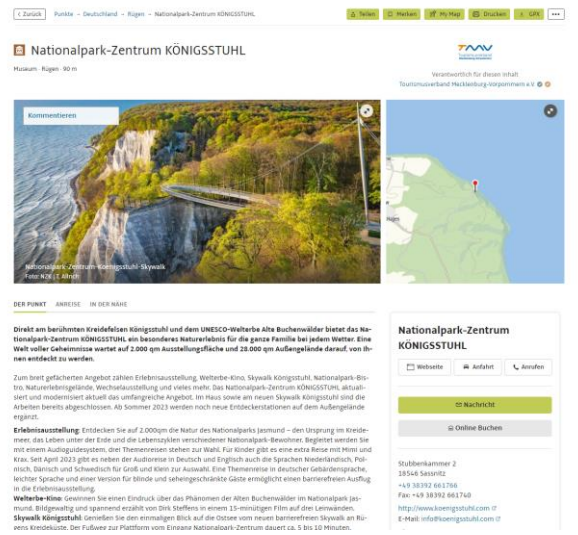 < Zurück Punkte - Deutschland - Rügen - Nationalpark-Zentrum KÖNIGSSTUHL Teilen Merken My Map Drucken GPX •••
Nationalpark-Zentrum KÖNIGSSTUHL
TMV
Museum · Rügen · 90 m
Verantwortlich für diesen Inhalt
Tourismusverband Mecklenburg-Vorpommern e.V.
Kommentieren
Nationalpark-Zentrum-Koenigsstuhl-Skywalk
Foto: NZK | T. Allrich
DER PUNKT ANREISE IN DER NÄHE
Direkt am berühmten Kreidefelsen Königsstuhl und dem UNESCO-Welterbe Alte Buchenwälder bietet das Na-
tionalpark-Zentrum KÖNIGSSTUHL ein besonderes Naturerlebnis für die ganze Familie bei jedem Wetter. Eine
Welt voller Geheimnisse wartet auf 2.000 qm Ausstellungsfläche und 28.000 qm Außengelände darauf, von Ih-
nen entdeckt zu werden.
Zum breit gefächerten Angebot zählen Erlebnisausstellung, Welterbe-Kino, Skywalk Königsstuhl, Nationalpark-Bis-
tro, Naturerlebnisgelände, Wechselausstellung und vieles mehr. Das Nationalpark-Zentrum KÖNIGSSTUHL aktuali-
siert und modernisiert aktuell das umfangreiche Angebot. Im Haus sowie am neuen Skywalk Königsstuhl sind die
Arbeiten bereits abgeschlossen. Ab Sommer 2023 werden noch neue Entdeckerstationen auf dem Außengelände
ergänzt.
Erlebnisausstellung: Entdecken Sie auf 2.000qm die Natur des Nationalparks Jasmund – den Ursprung im Kreide-
meer, das Leben unter der Erde und die Lebenszyklen verschiedener Nationalpark-Bewohner. Begleitet werden Sie
mit einem Audioguidesystem, drei Themenreisen stehen zur Wahl. Für Kinder gibt es eine extra Reise mit Mimi und
Krax. Seit April 2023 gibt es neben der Audioreise in Deutsch und Englisch auch die Sprachen Niederländisch, Pol-
nisch, Dänisch und Schwedisch für Groß und Klein zur Auswahl. Eine Themenreise in deutscher Gebärdensprache,
leichter Sprache und einer Version für blinde und seheingeschränkte Gäste ermöglicht einen barrierefreien Ausflug
in die Erlebnisausstellung.
Welterbe-Kino: Gewinnen Sie einen Eindruck über das Phänomen der Alten Buchenwälder im Nationalpark Jas-
mund. Bildgewaltig und spannend erzählt von Dirk Steffens in einem 15-minütigen Film auf drei Leinwänden.
Skywalk Königsstuhl: Genießen Sie den einmaligen Blick auf die Ostsee vom neuen barrierefreien Skywalk an Rü-
gens Kreideküste. Der Fußweg zur Plattform vom Eingang Nationalpark-Zentrum dauert ca. 5 bis 10 Minuten.
Nationalpark-Zentrum
KÖNIGSSTUHL
Webseite Anfahrt Anrufen
Nachricht
Online Buchen
Stubbenkammer 2
18546 Sassnitz
+49 38392 661766
Fax: +49 38392 661740
http://www.koenigsstuhl.com
E-Mail: info@koenigsstuhl.com